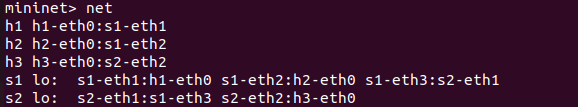 mininet> net
h1 h1-eth0:s1-eth1
h2 h2-eth0:s1-eth2
h3 h3-eth0:s2-eth2
s1 lo:  s1-eth1:h1-eth0 s1-eth2:h2-eth0 s1-eth3:s2-eth1
s2 lo:  s2-eth1:s1-eth3 s2-eth2:h3-eth0